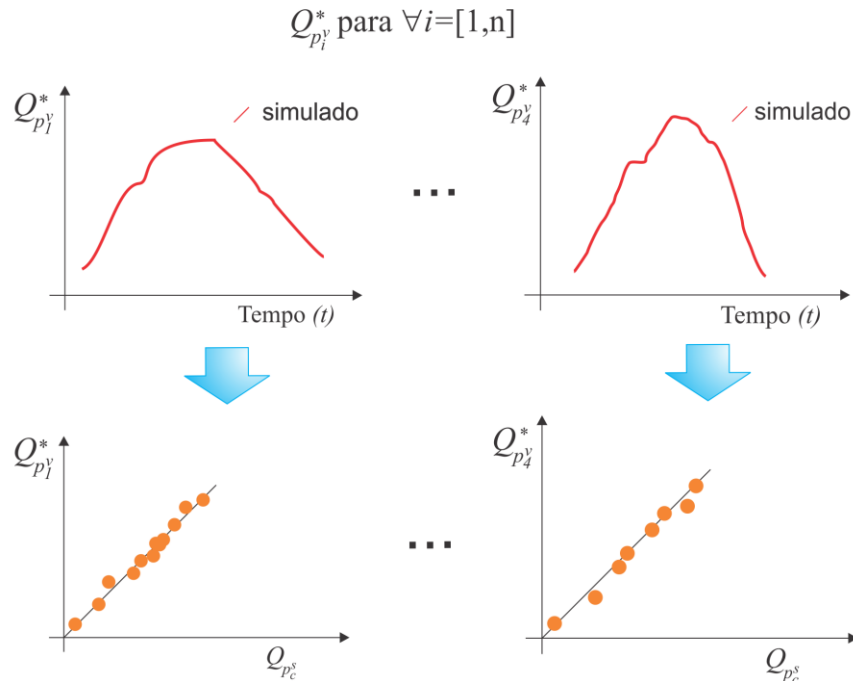 Q*_{p_i^v} para ∀i=[1,n]
Q*_{p_1^v}
simulado
Tempo (t)
...
Q*_{p_4^v}
simulado
Tempo (t)
Q*_{p_1^v}
Q_{p_c^s}
...
Q*_{p_4^v}
Q_{p_c^s}